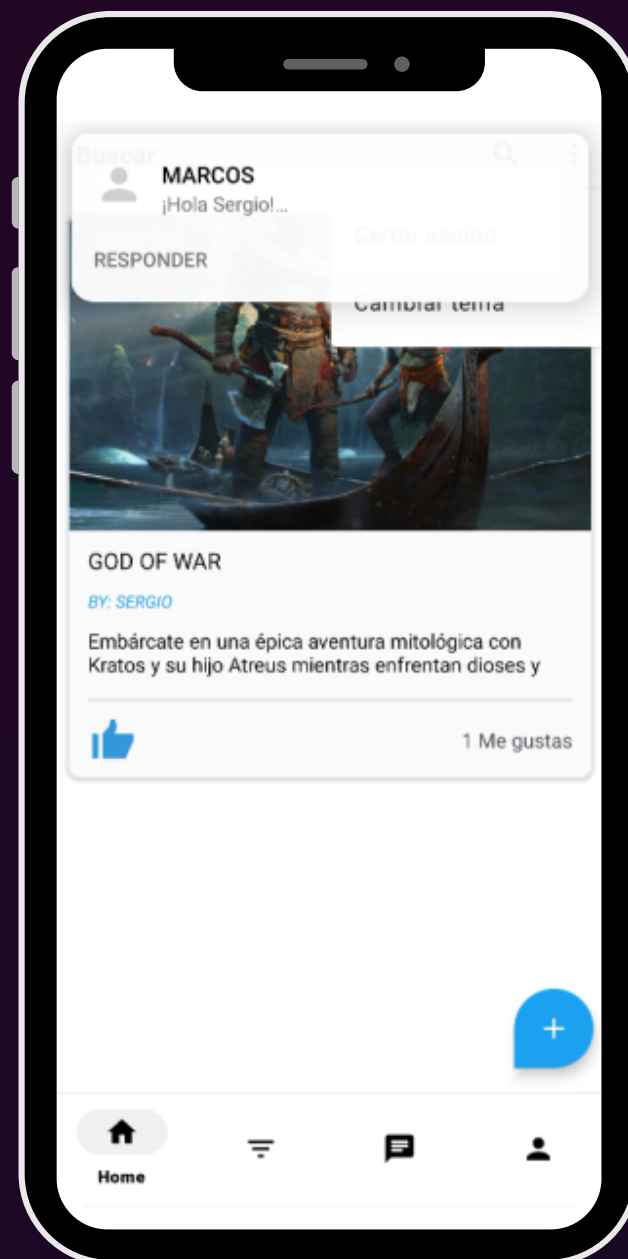 Buscar
MARCOS
¡Hola Sergio!...
RESPONDER
Cerrar sesión
Cambiar tema
GOD OF WAR
BY: SERGIO
Embárcate en una épica aventura mitológica con
Kratos y su hijo Atreus mientras enfrentan dioses y
1 Me gustas
Home